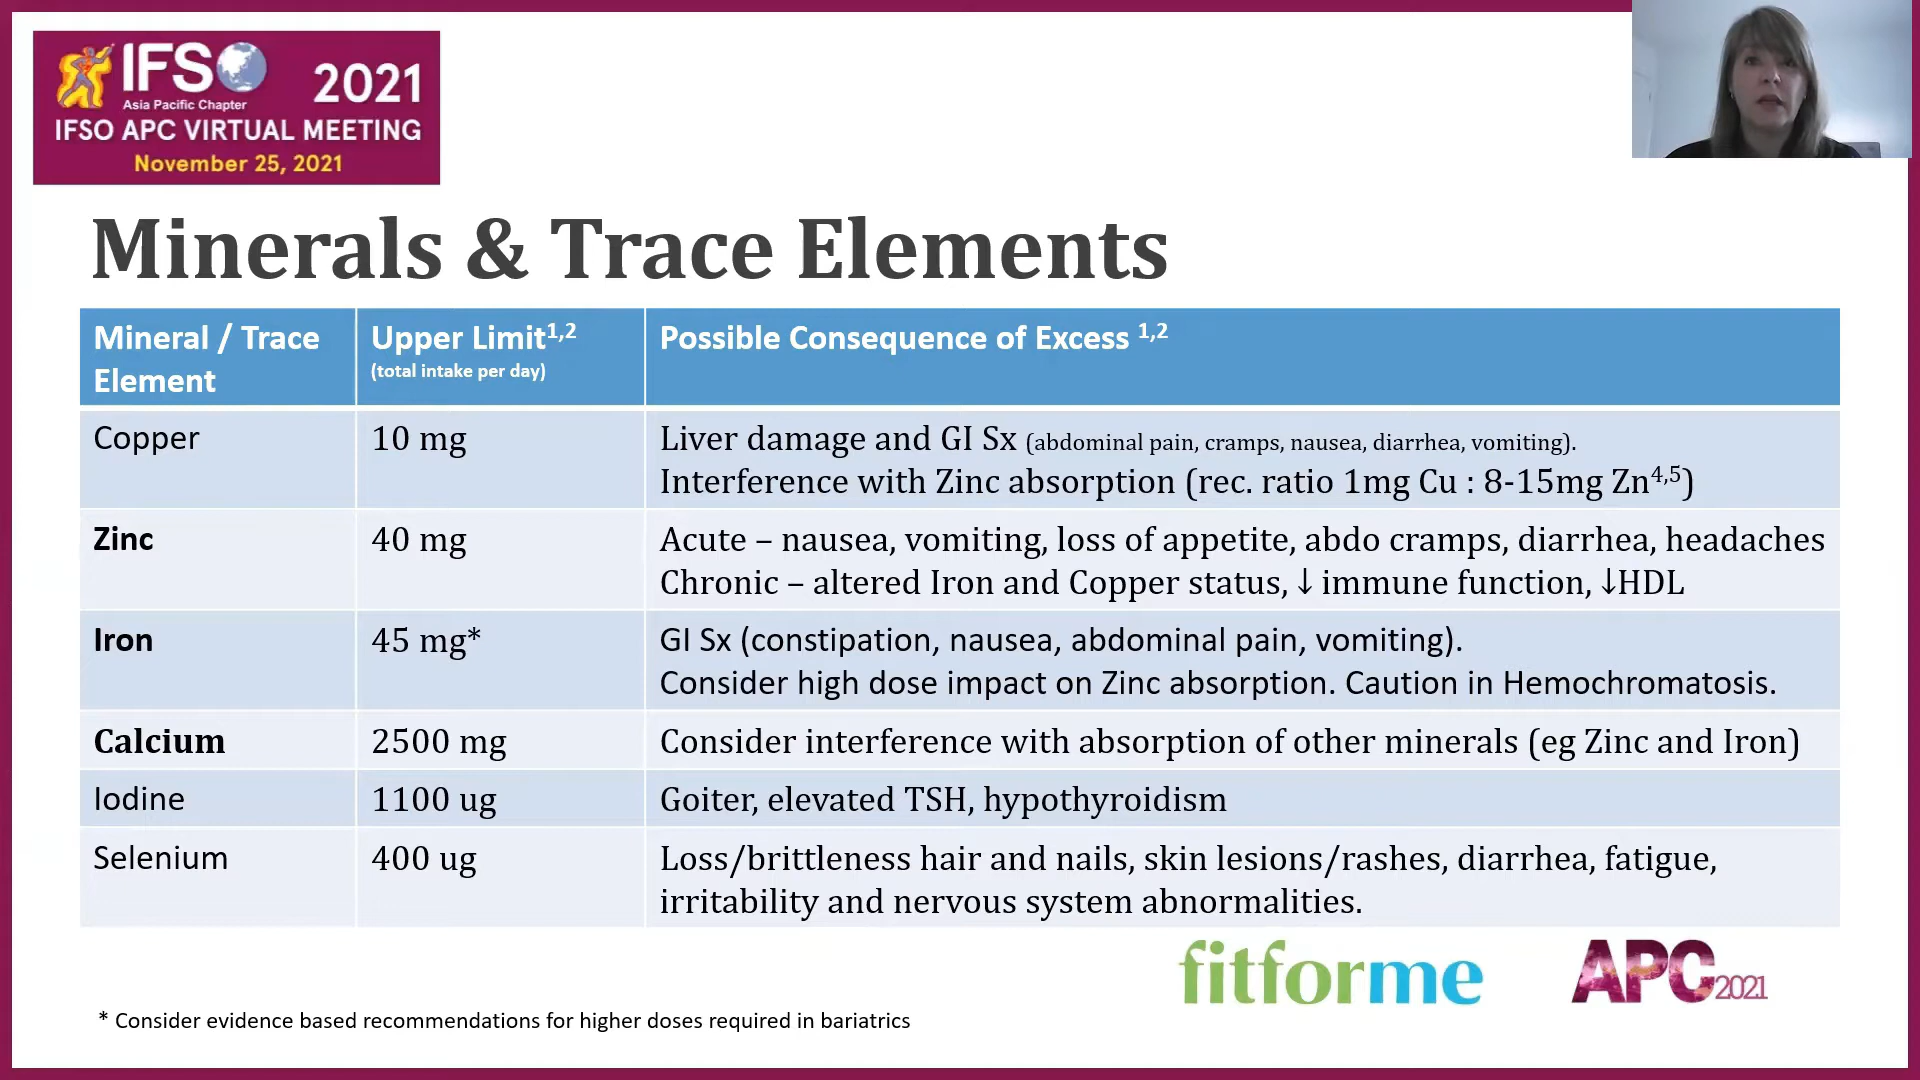 IFSO
Asia Pacific Chapter
2021
IFSO APC VIRTUAL MEETING
November 25, 2021
Minerals & Trace Elements
Mineral / Trace Element
Upper Limit1,2
(total intake per day)
Possible Consequence of Excess 1,2
Copper
10 mg
Liver damage and GI Sx (abdominal pain, cramps, nausea, diarrhea, vomiting).
Interference with Zinc absorption (rec. ratio 1mg Cu : 8-15mg Zn4,5)
Zinc
40 mg
Acute – nausea, vomiting, loss of appetite, abdo cramps, diarrhea, headaches
Chronic – altered Iron and Copper status, ↓ immune function, ↓HDL
Iron
45 mg*
GI Sx (constipation, nausea, abdominal pain, vomiting).
Consider high dose impact on Zinc absorption. Caution in Hemochromatosis.
Calcium
2500 mg
Consider interference with absorption of other minerals (eg Zinc and Iron)
Iodine
1100 ug
Goiter, elevated TSH, hypothyroidism
Selenium
400 ug
Loss/brittleness hair and nails, skin lesions/rashes, diarrhea, fatigue,
irritability and nervous system abnormalities.
fitforme
APC 2021
* Consider evidence based recommendations for higher doses required in bariatrics